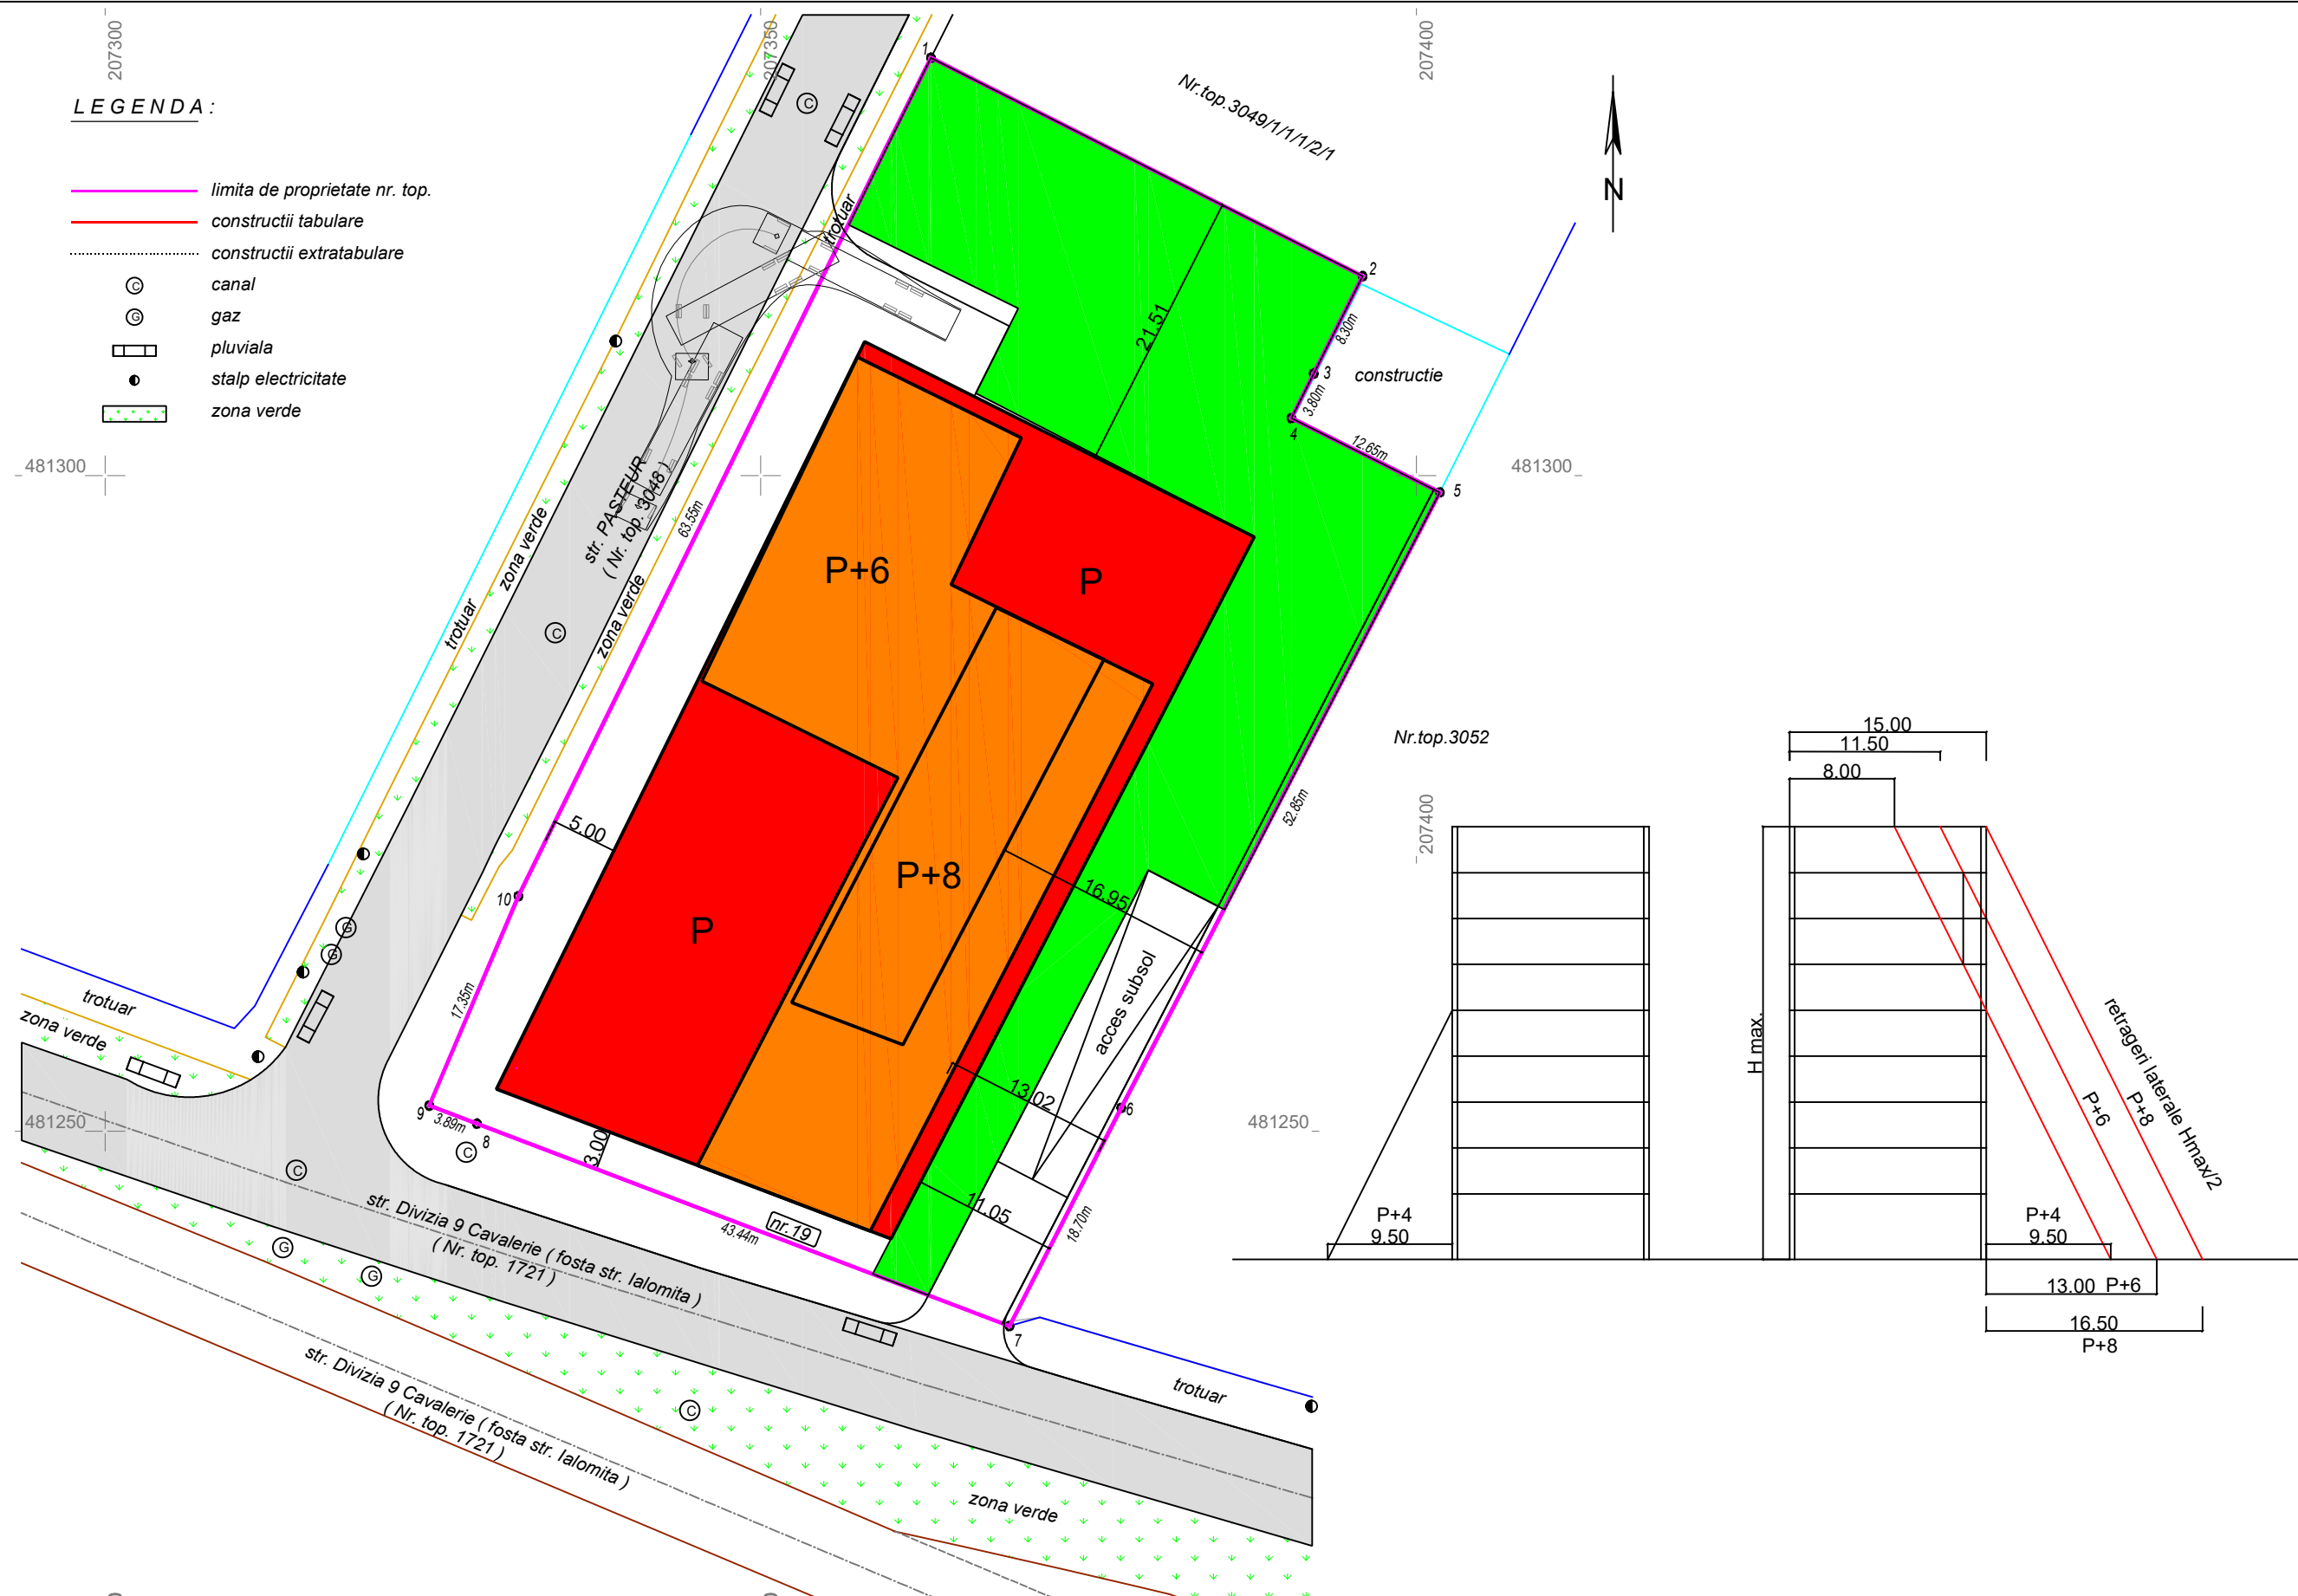 207300
207350
207400
LEGENDA:
limita de proprietate nr. top.
constructii tabulare
constructii extratabulare
C
canal
G
gaz
pluviala
stalp electricitate
zona verde
N
Nr.top.3049/1/1/1/2/1
1
2
3
4
5
6
7
8
9
10
8.30m
3.80m
12.65m
52.85m
18.70m
43.44m
3.89m
17.35m
63.55m
constructie
21.51
trotuar
481300
481300
str. PASTEUR
( Nr. top. 3048 )
zona verde
zona verde
trotuar
P+6
P
P+8
P
5.00
16.95
13.02
11.05
3.00
acces subsol
nr.19
Nr.top.3052
207400
15.00
11.50
8.00
H max.
retrageri laterale Hmax/2
P+6
P+8
P+4
9.50
P+4
9.50
13.00 P+6
16.50
P+8
C
C
C
C
C
G
G
G
G
trotuar
zona verde
481250
481250
str. Divizia 9 Cavalerie ( fosta str. Ialomita )
( Nr. top. 1721 )
str. Divizia 9 Cavalerie ( fosta str. Ialomita )
( Nr. top. 1721 )
trotuar
zona verde